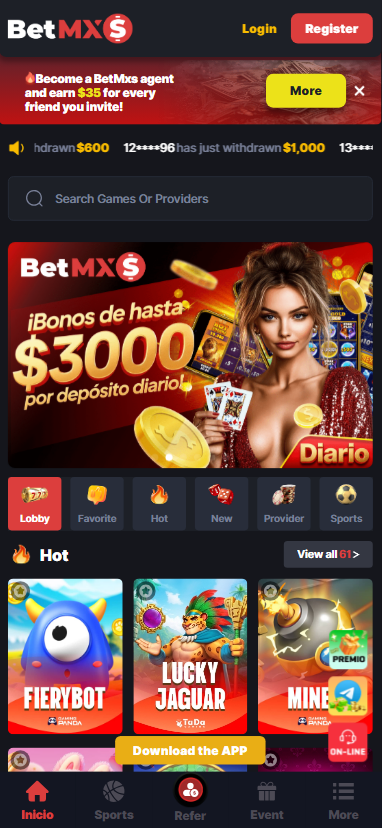 BetMXS
Login
Register
🔥Become a BetMxs agent
and earn $35 for every
friend you invite!
More
×
hdrawn $600 12****96 has just withdrawn $1,000 13****
Search Games Or Providers
BetMXS
¡Bonos de hasta
$3000
por depósito diario!
Diario
Lobby
Favorite
Hot
New
Provider
Sports
Hot
View all 61 >
FIERYBOT
GAMING PANDA
LUCKY
JAGUAR
ToDa
MINE
GAMING PANDA
PREMIO
ON-LINE
Download the APP
Inicio
Sports
Refer
Event
More